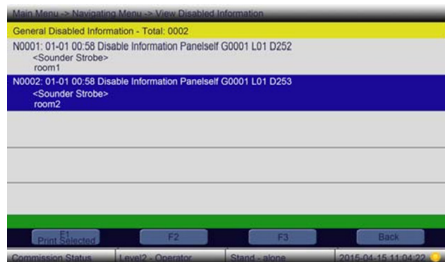 Main Menu -> Navigating Menu -> View Disabled Information
General Disabled Information - Total: 0002
N0001: 01-01 00:58 Disable Information Panelself G0001 L01 D252
<Sounder Strobe>
room1
N0002: 01-01 00:58 Disable Information Panelself G0001 L01 D253
<Sounder Strobe>
room2
F1
Print Selected
F2
F3
Back
Commission Status
Level2 - Operator
Stand - alone
2015-04-15 11:04:22